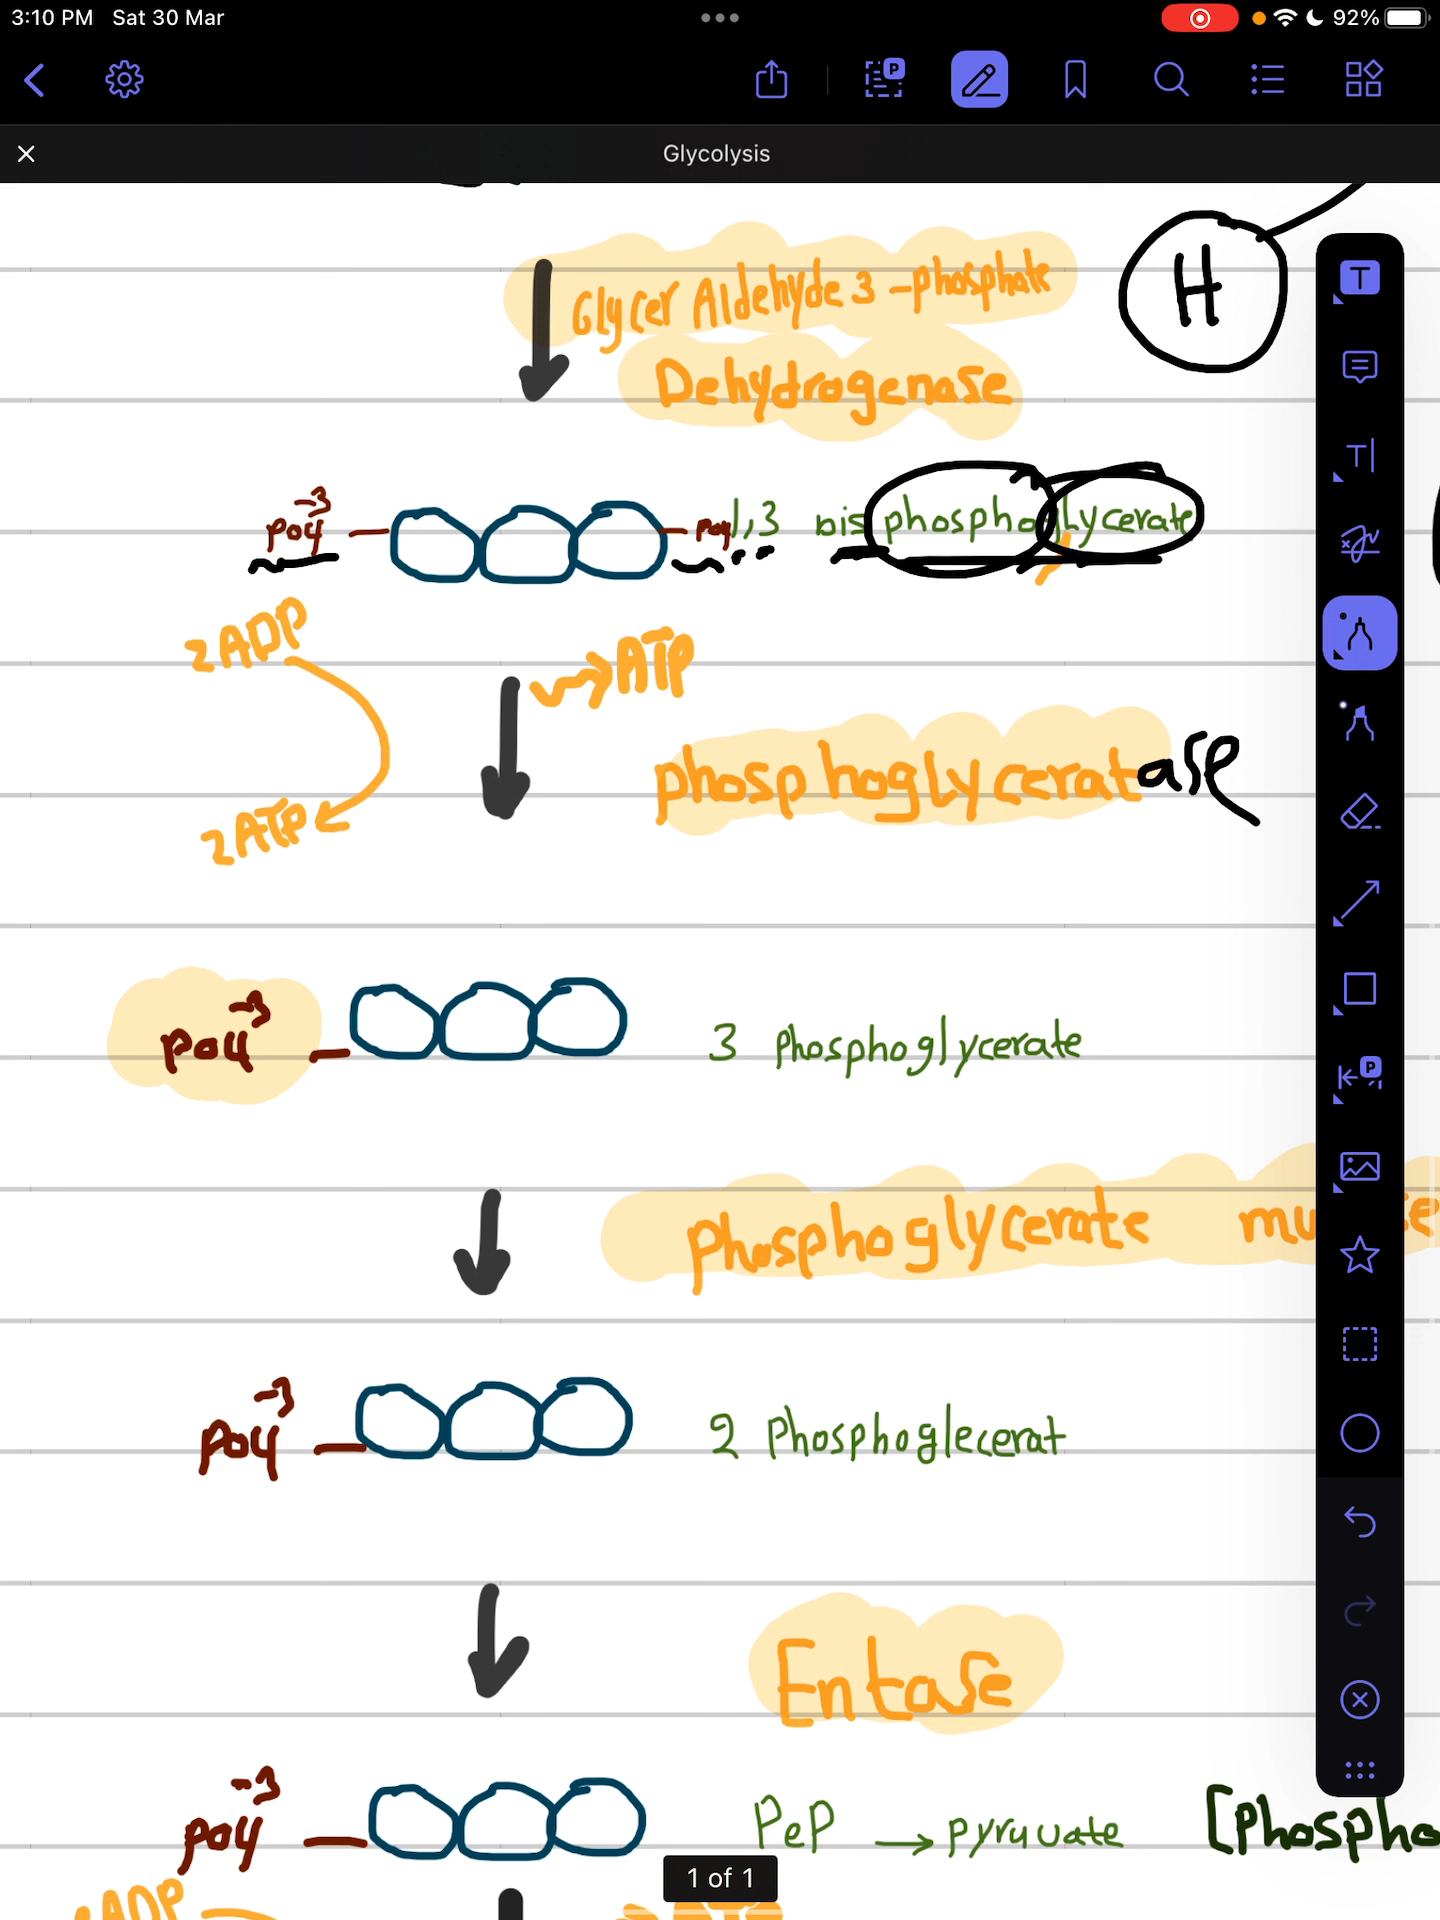 3:10 PM Sat 30 Mar
92%
P
Glycolysis
H
Glycer Aldehyde 3-phosphate
Dehydrogenase
po4-3
po4
1,3 bisphosphoglycerate
2ADP
ATP
2ATP
phosphoglyceratase
po4-3
3 phosphoglycerate
phosphoglycerate
po4-3
2 phosphoglecerat
Entase
po4-3
PeP → pyruvate [phospho
1 of 1
ADP